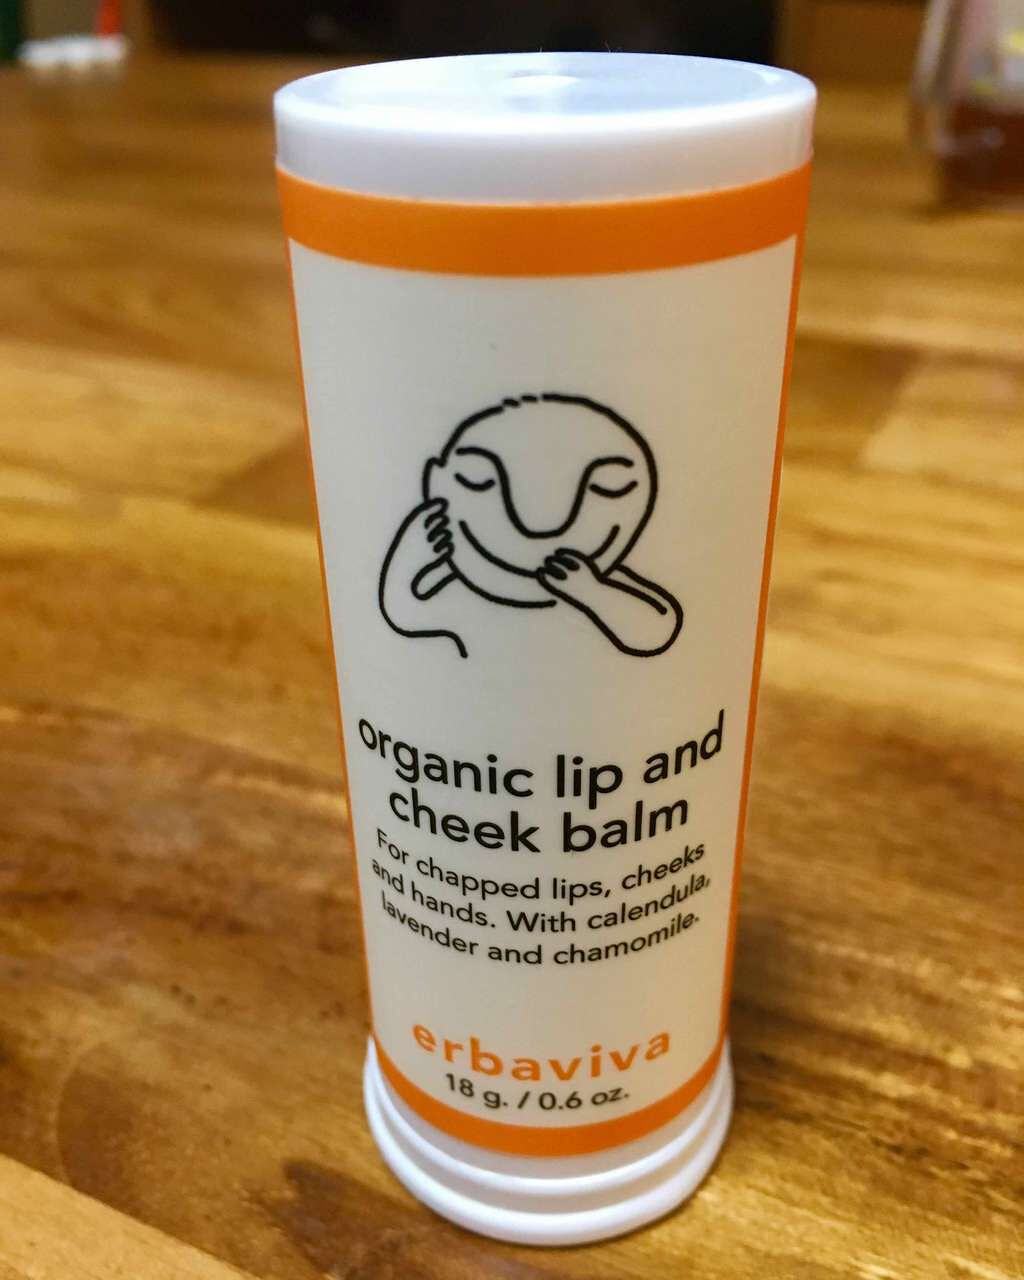 organic lip and
cheek balm
For chapped lips, cheeks
and hands. With calendula,
lavender and chamomile.
erbaviva
18 g. / 0.6 oz.